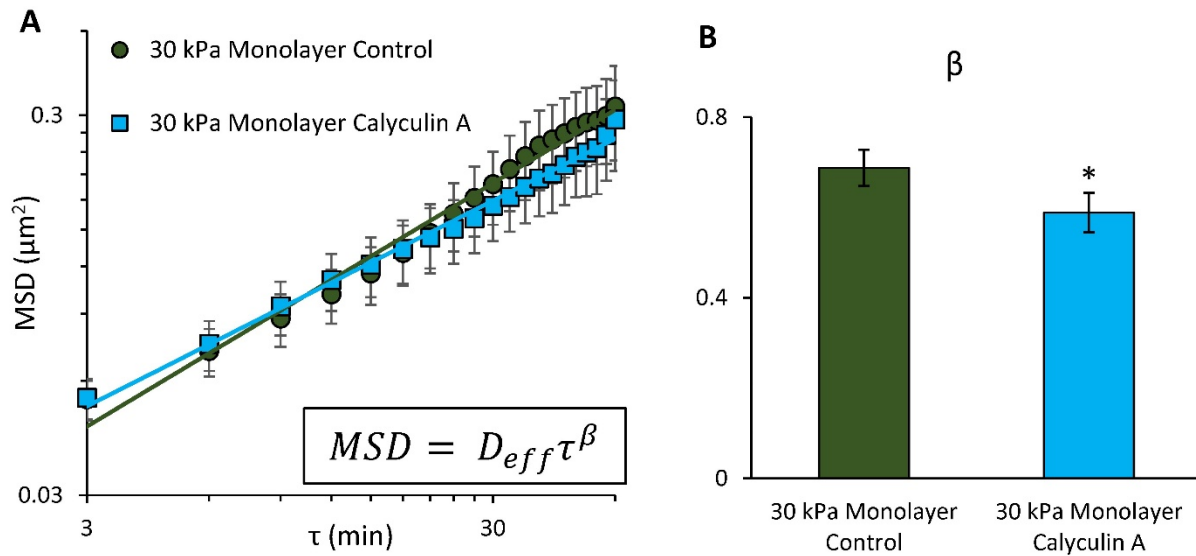 A
30 kPa Monolayer Control
30 kPa Monolayer Calyculin A
0.3
MSD (µm²)
0.03
3
τ (min)
30
MSD = D_eff τ^β
B
β
0.8
*
0.4
0
30 kPa Monolayer
Control
30 kPa Monolayer
Calyculin A